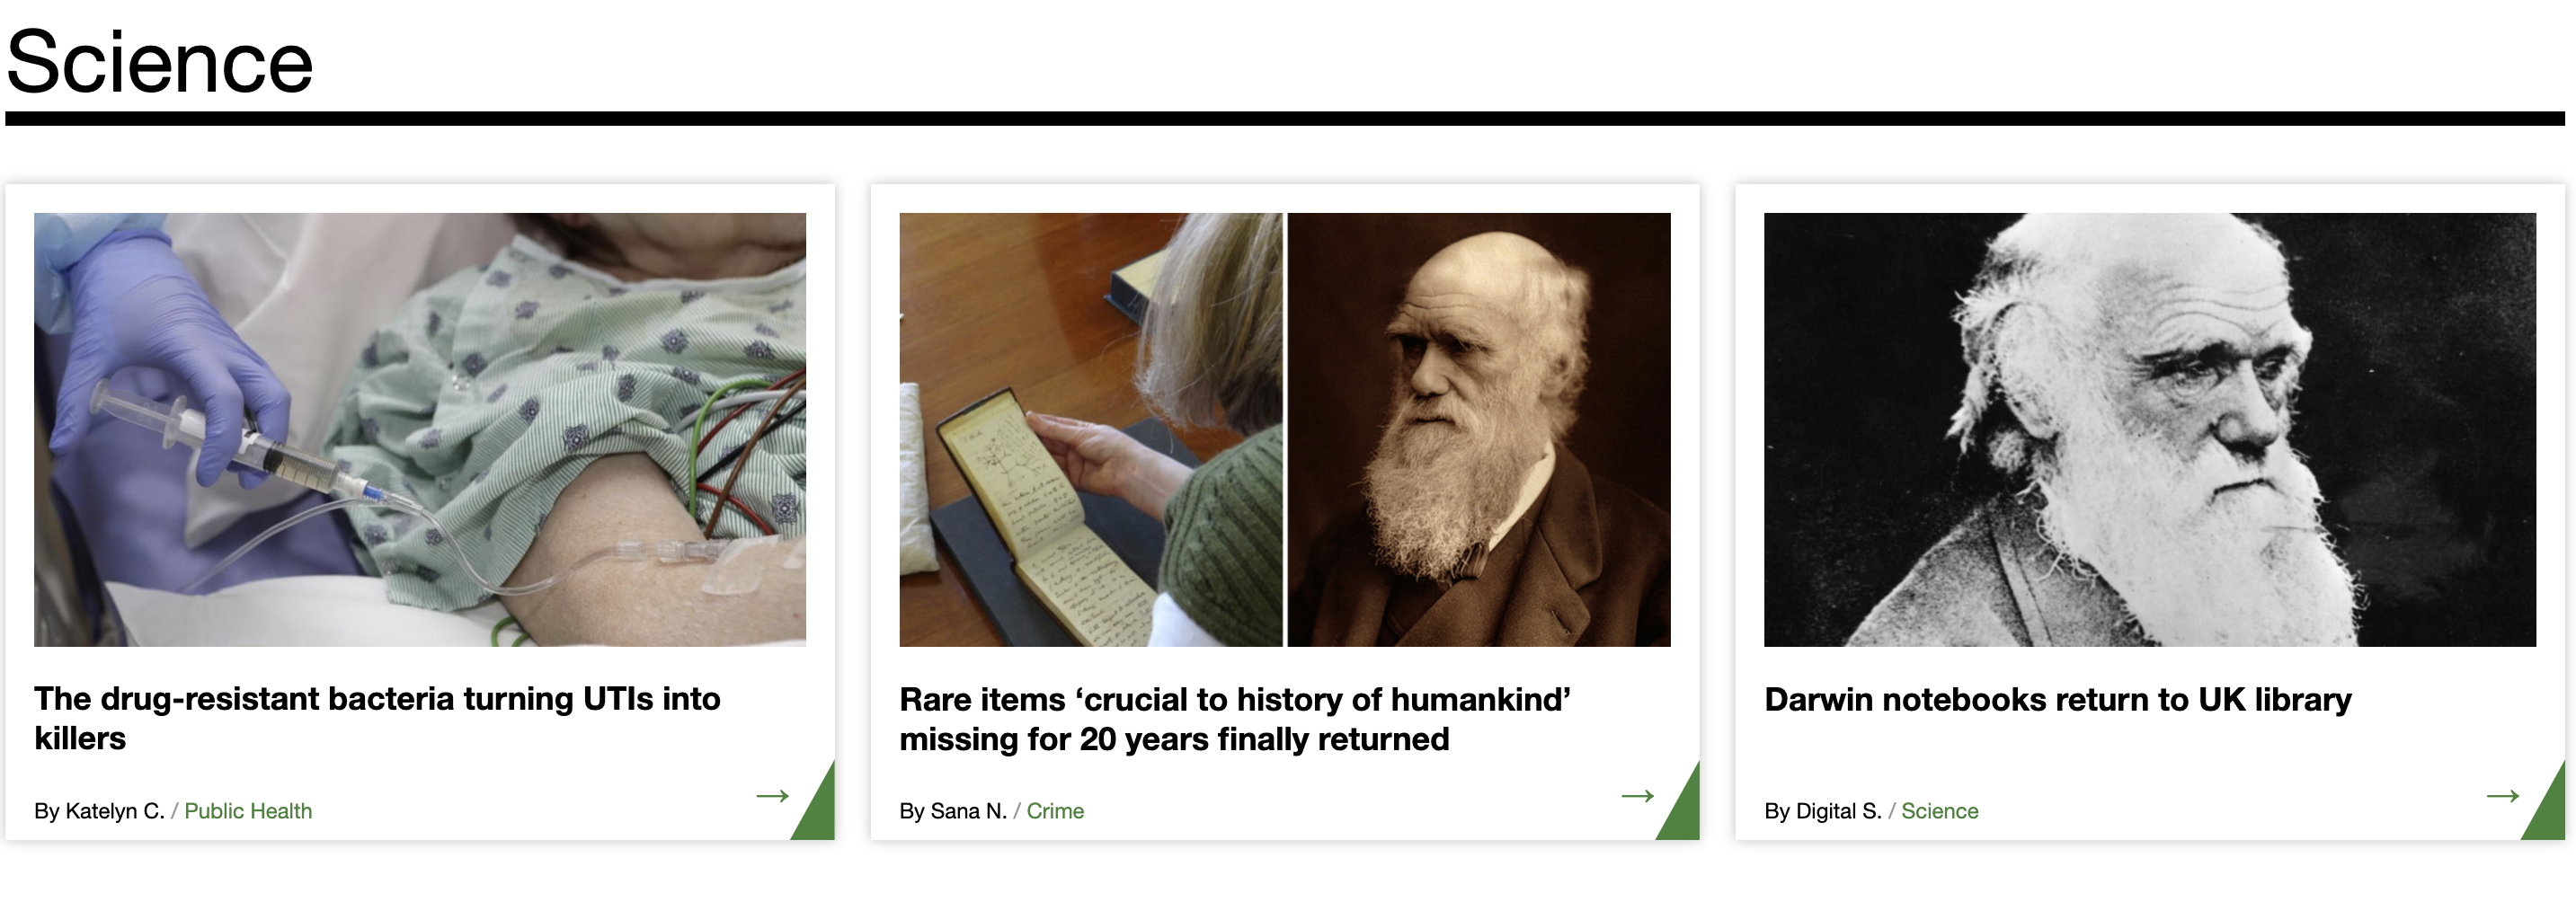 Science
The drug-resistant bacteria turning UTIs into
killers
By Katelyn C. / Public Health
→
Rare items ‘crucial to history of humankind’
missing for 20 years finally returned
By Sana N. / Crime
→
Darwin notebooks return to UK library
By Digital S. / Science
→